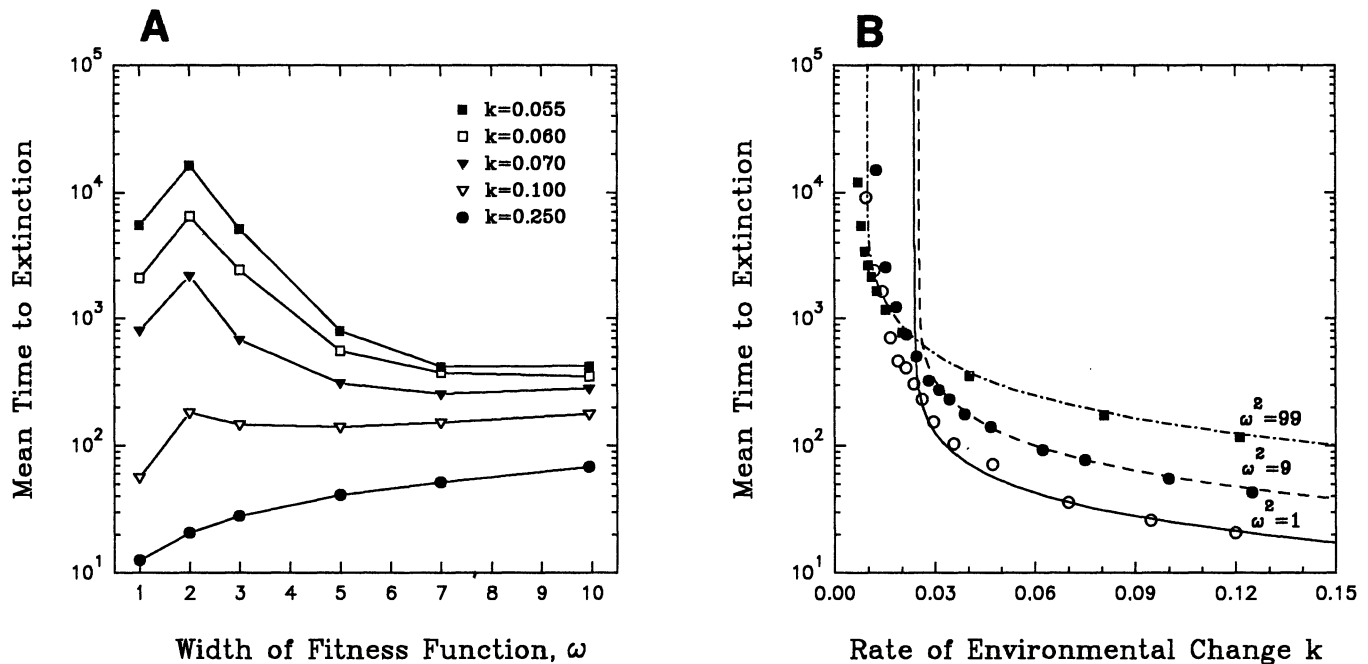 A
10^5
10^4
10^3
10^2
10^1
Mean Time to Extinction
k=0.055
k=0.060
k=0.070
k=0.100
k=0.250
1 2 3 4 5 6 7 8 9 10
Width of Fitness Function, ω
B
10^5
10^4
10^3
10^2
10^1
Mean Time to Extinction
ω^2=99
ω^2=9
ω^2=1
0.00 0.03 0.06 0.09 0.12 0.15
Rate of Environmental Change k